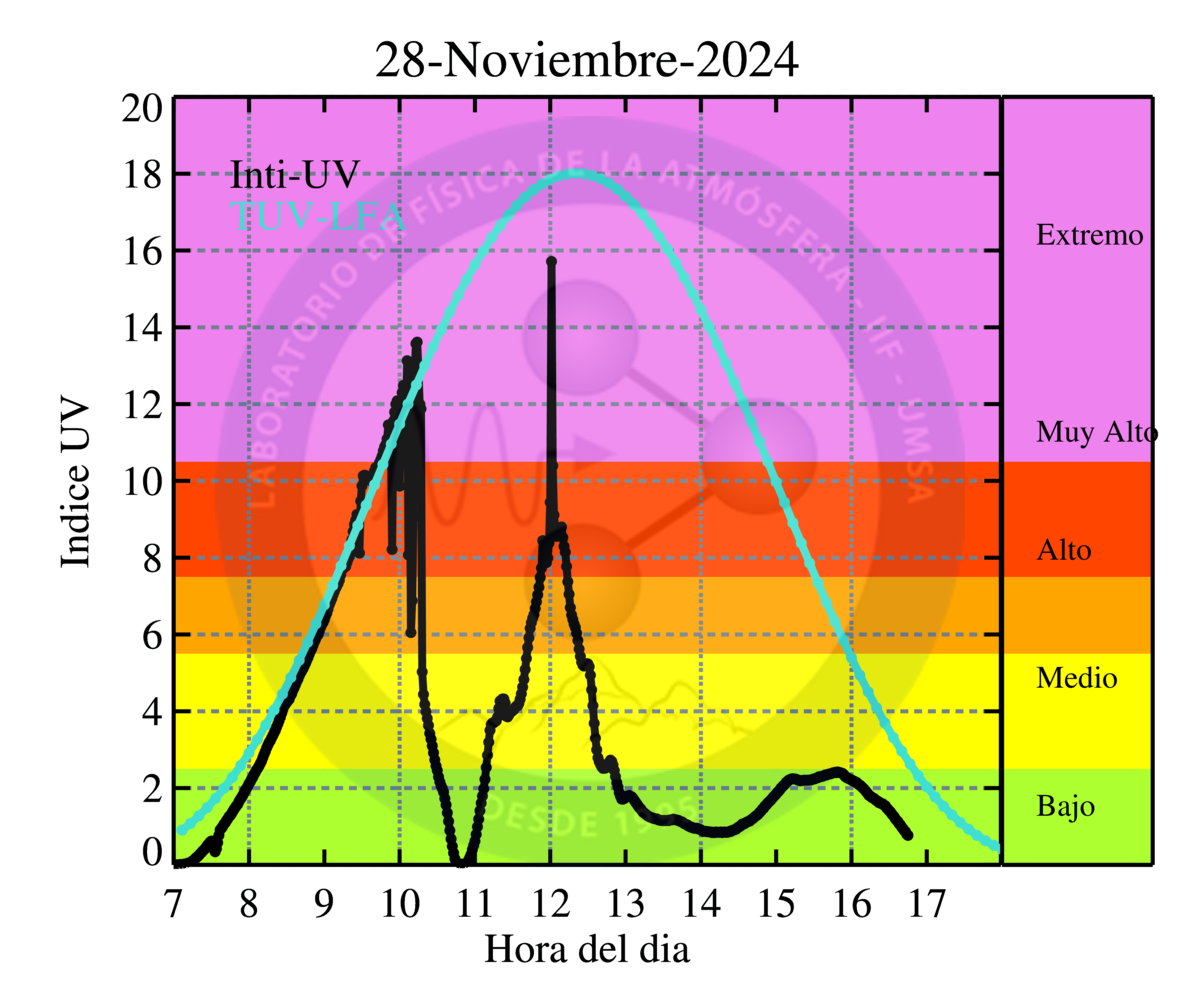 28-Noviembre-2024
20
18
16
14
12
10
8
6
4
2
0
Indice UV
Inti-UV
TUV-LFA
LABORATORIO DE FÍSICA DE LA ATMÓSFERA - IIF - UMSA
DESDE 1995
Extremo
Muy Alto
Alto
Medio
Bajo
7 8 9 10 11 12 13 14 15 16 17
Hora del dia